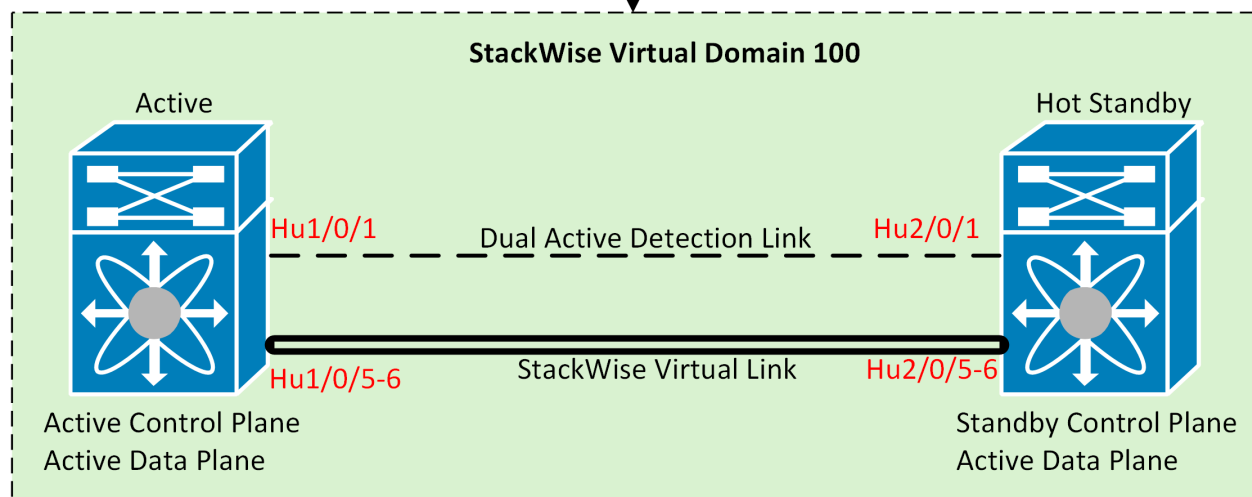 StackWise Virtual Domain 100
Active
Hot Standby
Hu1/0/1
Dual Active Detection Link
Hu2/0/1
Hu1/0/5-6
StackWise Virtual Link
Hu2/0/5-6
Active Control Plane
Active Data Plane
Standby Control Plane
Active Data Plane